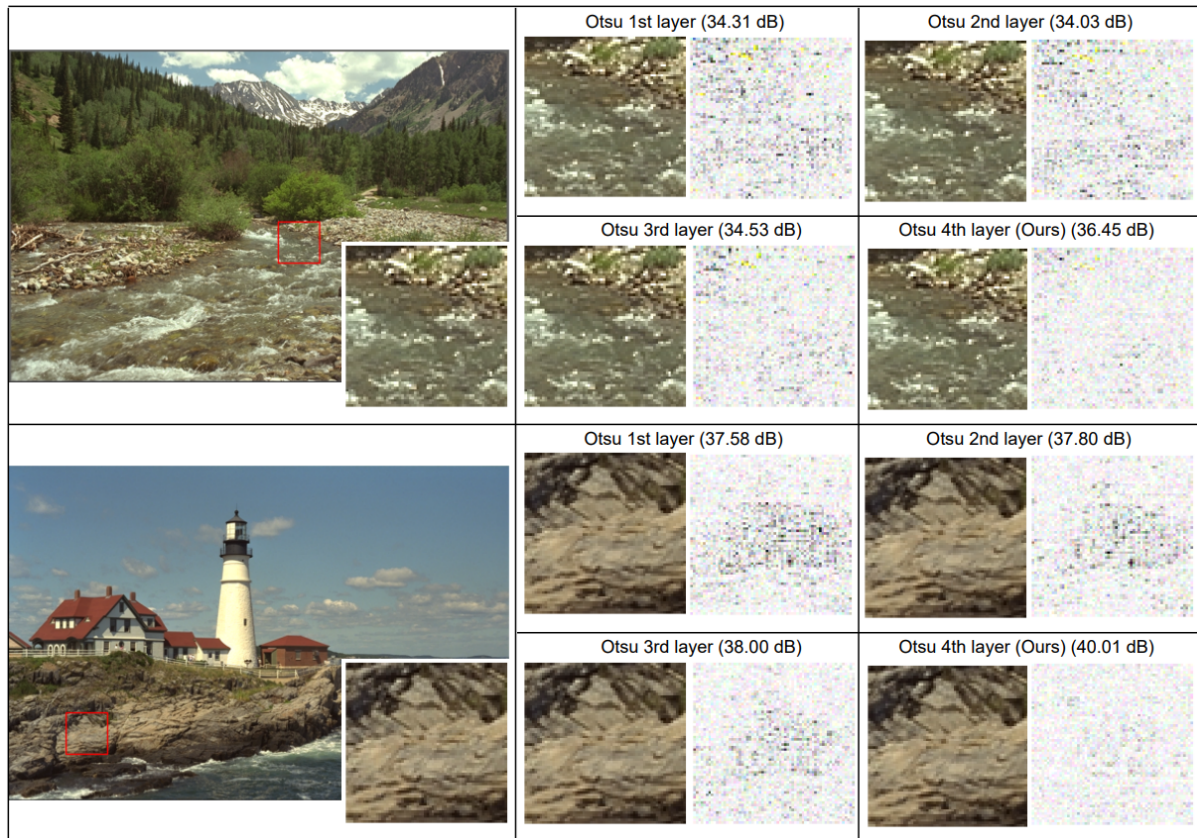 Otsu 1st layer (34.31 dB)
Otsu 2nd layer (34.03 dB)
Otsu 3rd layer (34.53 dB)
Otsu 4th layer (Ours) (36.45 dB)
Otsu 1st layer (37.58 dB)
Otsu 2nd layer (37.80 dB)
Otsu 3rd layer (38.00 dB)
Otsu 4th layer (Ours) (40.01 dB)